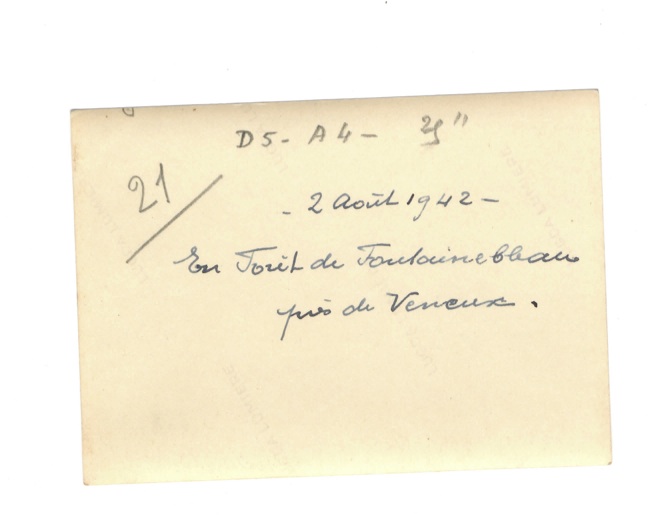 D5 - A4 - 25"
21
- 2 Août 1942 -
En Forêt de Fontainebleau
près de Veneux.